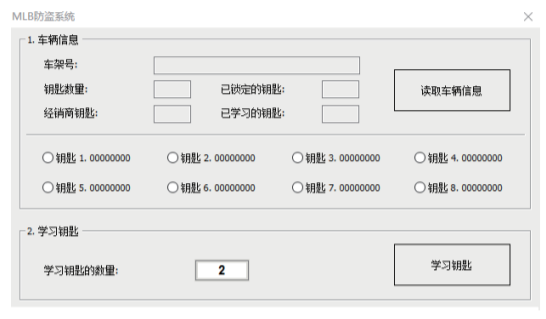 MLB防盗系统
1. 车辆信息
车架号:
钥匙数量: 已锁定的钥匙:
读取车辆信息
经销商钥匙: 已学习的钥匙:
钥匙 1. 00000000 钥匙 2. 00000000 钥匙 3. 00000000 钥匙 4. 00000000
钥匙 5. 00000000 钥匙 6. 00000000 钥匙 7. 00000000 钥匙 8. 00000000
2. 学习钥匙
学习钥匙的数量: 2 学习钥匙